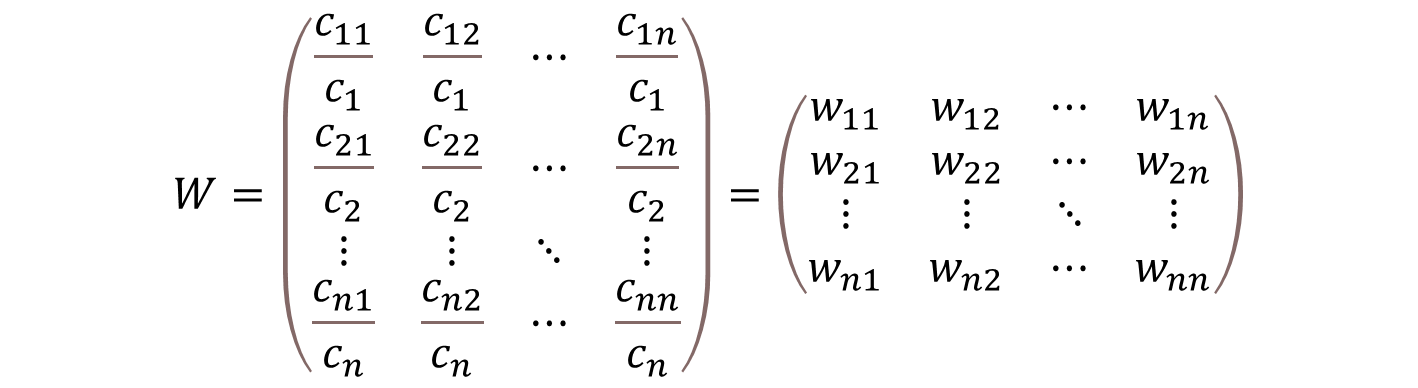 W = ( c₁₁/c₁ c₁₂/c₁ ⋯ c₁ₙ/c₁
c₂₁/c₂ c₂₂/c₂ ⋯ c₂ₙ/c₂
⋮ ⋮ ⋱ ⋮
cₙ₁/cₙ cₙ₂/cₙ ⋯ cₙₙ/cₙ )
= ( w₁₁ w₁₂ ⋯ w₁ₙ
w₂₁ w₂₂ ⋯ w₂ₙ
⋮ ⋮ ⋱ ⋮
wₙ₁ wₙ₂ ⋯ wₙₙ )